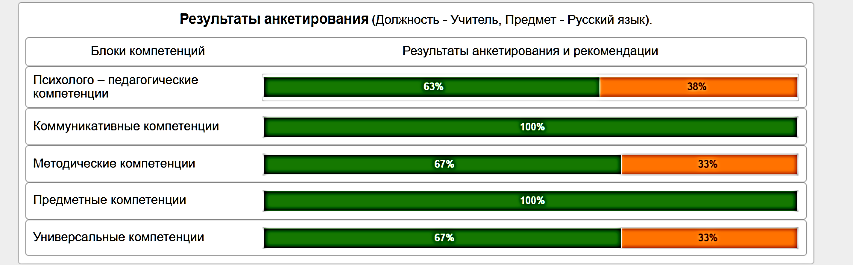 Результаты анкетирования (Должность - Учитель, Предмет - Русский язык).
Блоки компетенций Результаты анкетирования и рекомендации
Психолого – педагогические
компетенции
63% 38%
Коммуникативные компетенции 100%
Методические компетенции 67% 33%
Предметные компетенции 100%
Универсальные компетенции 67% 33%